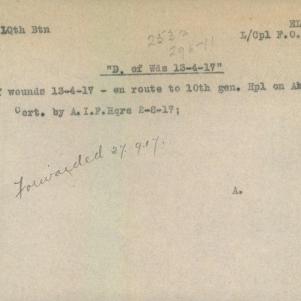 10th Btn
L/Cpl F.O.
2537
296-11
"D. of Wds 13-4-17"
wounds 13-4-17 - en route to 10th gen. Hpl on
Cert. by A.I.F.Hqrs 2-8-17;
Forwarded 27.9.17.
A.